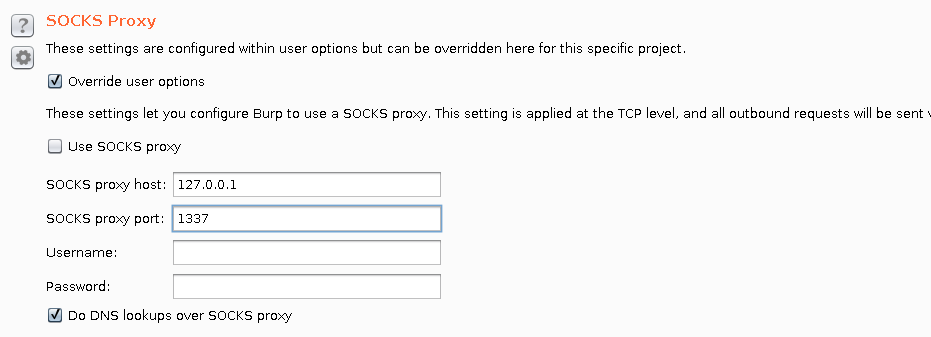 SOCKS Proxy
These settings are configured within user options but can be overridden here for this specific project.
Override user options
These settings let you configure Burp to use a SOCKS proxy. This setting is applied at the TCP level, and all outbound requests will be sent
Use SOCKS proxy
SOCKS proxy host: 127.0.0.1
SOCKS proxy port: 1337
Username:
Password:
Do DNS lookups over SOCKS proxy